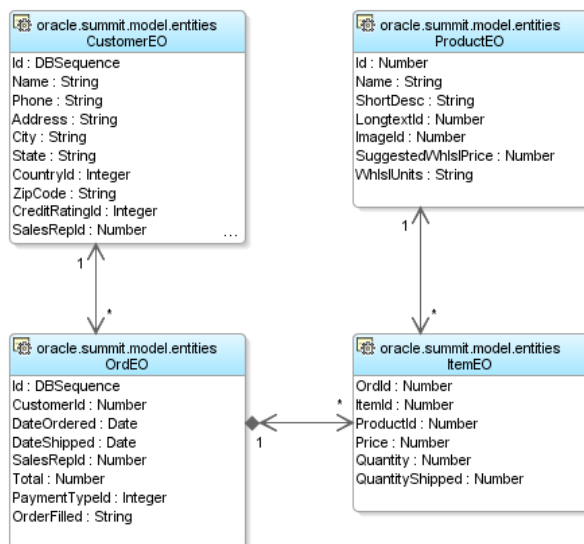 oracle.summit.model.entities
CustomerEO
Id : DBSequence
Name : String
Phone : String
Address : String
City : String
State : String
CountryId : Integer
ZipCode : String
CreditRatingId : Integer
SalesRepId : Number
...
oracle.summit.model.entities
ProductEO
Id : Number
Name : String
ShortDesc : String
LongtextId : Number
ImageId : Number
SuggestedWhlslPrice : Number
WhlslUnits : String
1
*
1
*
oracle.summit.model.entities
OrdEO
Id : DBSequence
CustomerId : Number
DateOrdered : Date
DateShipped : Date
SalesRepId : Number
Total : Number
PaymentTypeId : Integer
OrderFilled : String
1
*
oracle.summit.model.entities
ItemEO
OrdId : Number
ItemId : Number
ProductId : Number
Price : Number
Quantity : Number
QuantityShipped : Number